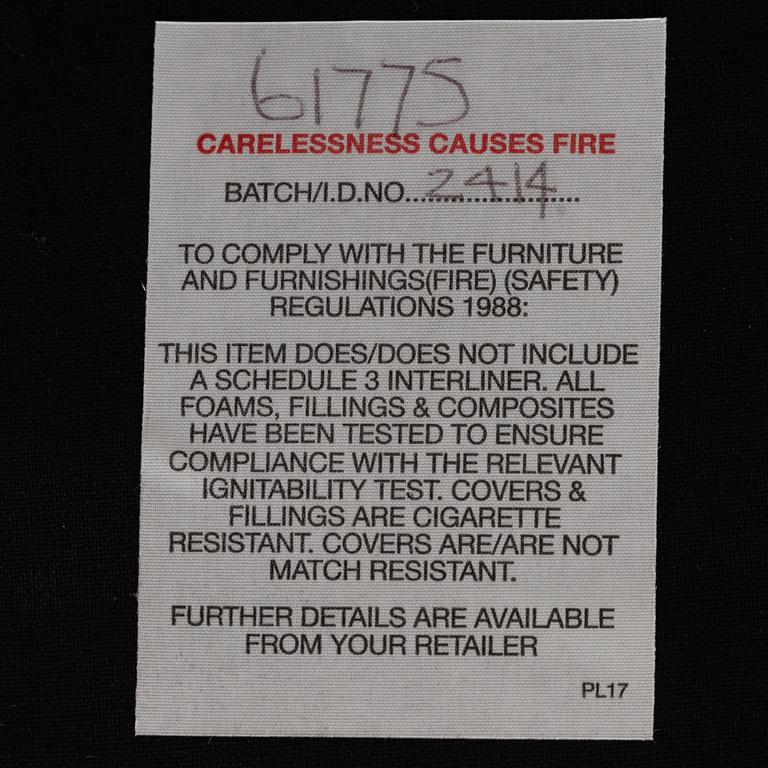 61775
CARELESSNESS CAUSES FIRE
BATCH/I.D.NO....2414....
TO COMPLY WITH THE FURNITURE
AND FURNISHINGS(FIRE) (SAFETY)
REGULATIONS 1988:
THIS ITEM DOES/DOES NOT INCLUDE
A SCHEDULE 3 INTERLINER. ALL
FOAMS, FILLINGS & COMPOSITES
HAVE BEEN TESTED TO ENSURE
COMPLIANCE WITH THE RELEVANT
IGNITABILITY TEST. COVERS &
FILLINGS ARE CIGARETTE
RESISTANT. COVERS ARE/ARE NOT
MATCH RESISTANT.
FURTHER DETAILS ARE AVAILABLE
FROM YOUR RETAILER
PL17